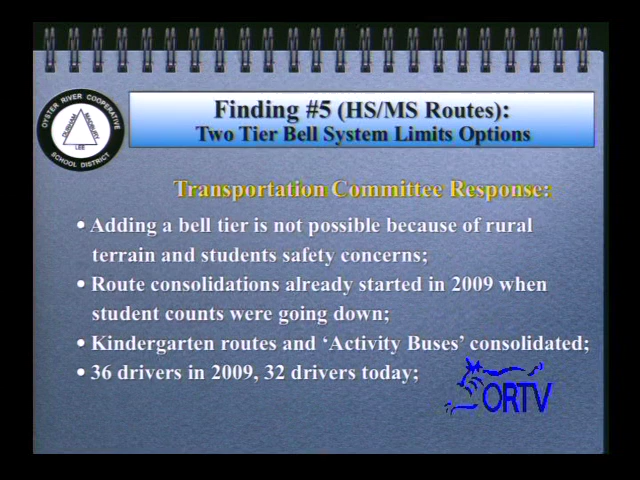 OYSTER RIVER COOPERATIVE
SCHOOL DISTRICT
DURHAM
MADBURY
LEE
Finding #5 (HS/MS Routes):
Two Tier Bell System Limits Options
Transportation Committee Response:
• Adding a bell tier is not possible because of rural
terrain and students safety concerns;
• Route consolidations already started in 2009 when
student counts were going down;
• Kindergarten routes and ‘Activity Buses’ consolidated;
• 36 drivers in 2009, 32 drivers today;
ORTV